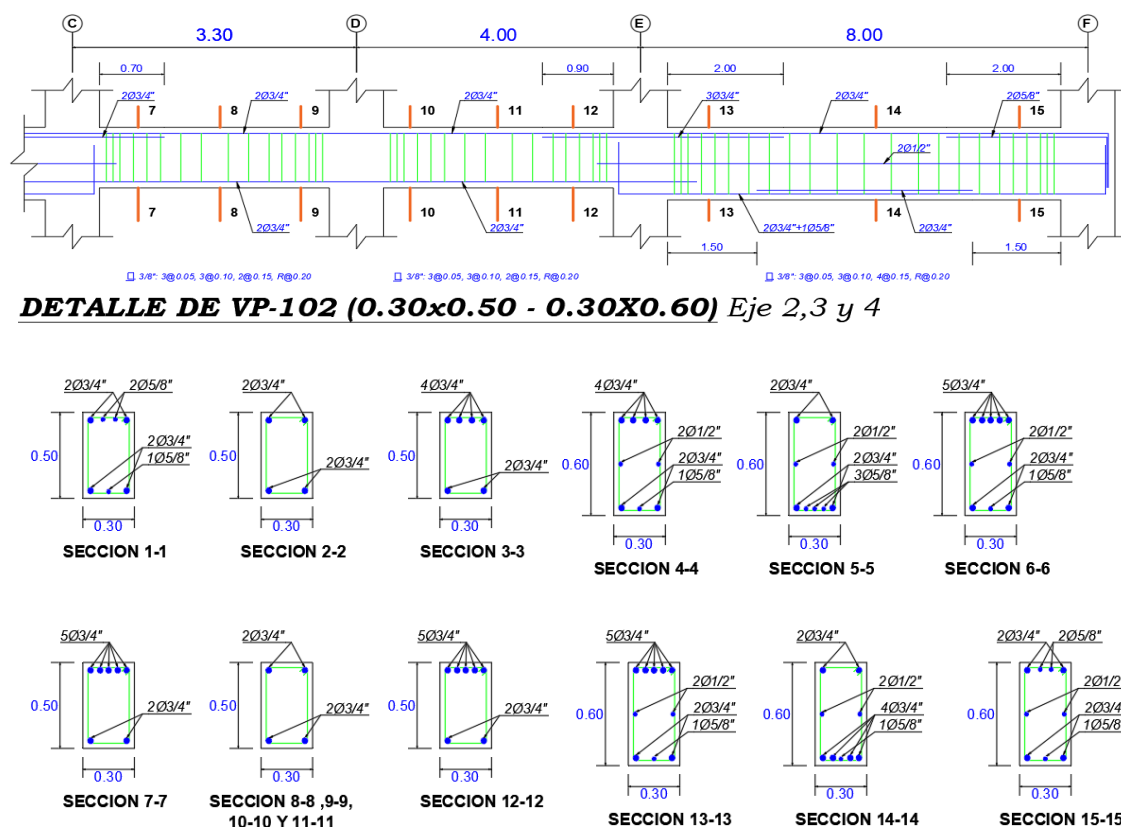 C D E F
3.30 4.00 8.00
0.70 0.90 2.00 2.00
2Ø3/4" 7 8 2Ø3/4" 9 10 2Ø3/4" 11 12 3Ø3/4" 13 2Ø3/4" 14 2Ø5/8" 15
2Ø1/2"
7 8 9 10 11 12 13 14 15
2Ø3/4" 2Ø3/4" 2Ø3/4"+1Ø5/8" 2Ø3/4"
1.50 1.50
3/8": 3@0.05, 3@0.10, 2@0.15, R@0.20 3/8": 3@0.05, 3@0.10, 2@0.15, R@0.20 3/8": 3@0.05, 3@0.10, 4@0.15, R@0.20
DETALLE DE VP-102 (0.30x0.50 - 0.30X0.60) Eje 2,3 y 4
2Ø3/4" 2Ø5/8"
0.50
2Ø3/4"
1Ø5/8"
0.30
SECCION 1-1
2Ø3/4"
0.50
2Ø3/4"
0.30
SECCION 2-2
4Ø3/4"
0.50
2Ø3/4"
0.30
SECCION 3-3
4Ø3/4"
2Ø1/2"
0.60
2Ø3/4"
1Ø5/8"
0.30
SECCION 4-4
2Ø3/4"
2Ø1/2"
0.60
2Ø3/4"
3Ø5/8"
0.30
SECCION 5-5
5Ø3/4"
2Ø1/2"
0.60
2Ø3/4"
1Ø5/8"
0.30
SECCION 6-6
5Ø3/4"
0.50
2Ø3/4"
0.30
SECCION 7-7
2Ø3/4"
0.50
2Ø3/4"
0.30
SECCION 8-8 ,9-9,
10-10 Y 11-11
5Ø3/4"
0.50
2Ø3/4"
0.30
SECCION 12-12
5Ø3/4"
2Ø1/2"
0.60
2Ø3/4"
1Ø5/8"
0.30
SECCION 13-13
2Ø3/4"
2Ø1/2"
0.60
4Ø3/4"
1Ø5/8"
0.30
SECCION 14-14
2Ø3/4" 2Ø5/8"
2Ø1/2
0.60
2Ø3/4
1Ø5/8
0.30
SECCION 15-15